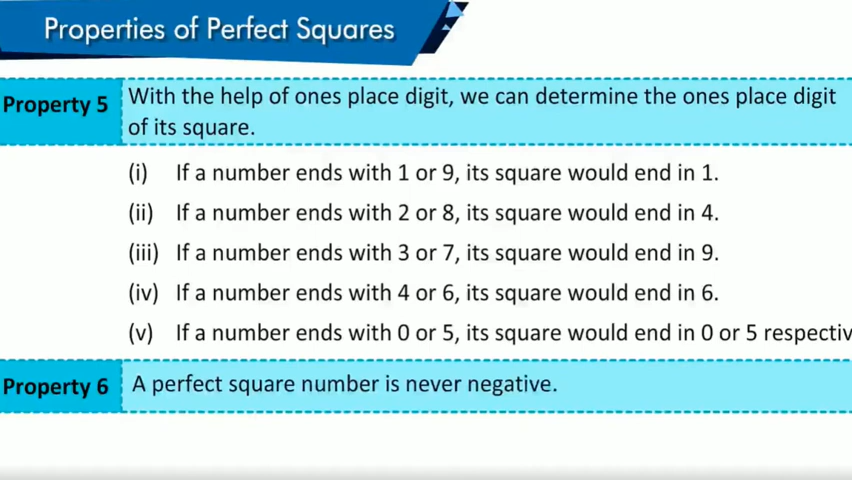 Properties of Perfect Squares
Property 5
With the help of ones place digit, we can determine the ones place digit
of its square.
(i) If a number ends with 1 or 9, its square would end in 1.
(ii) If a number ends with 2 or 8, its square would end in 4.
(iii) If a number ends with 3 or 7, its square would end in 9.
(iv) If a number ends with 4 or 6, its square would end in 6.
(v) If a number ends with 0 or 5, its square would end in 0 or 5 respectiv
Property 6
A perfect square number is never negative.